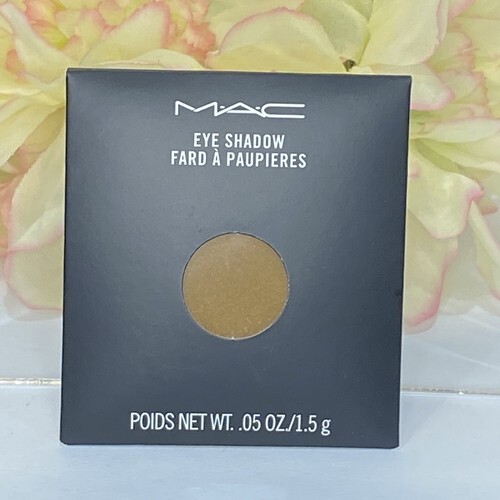 M·A·C
EYE SHADOW
FARD À PAUPIERES
POIDS NET WT. .05 OZ./1.5 g